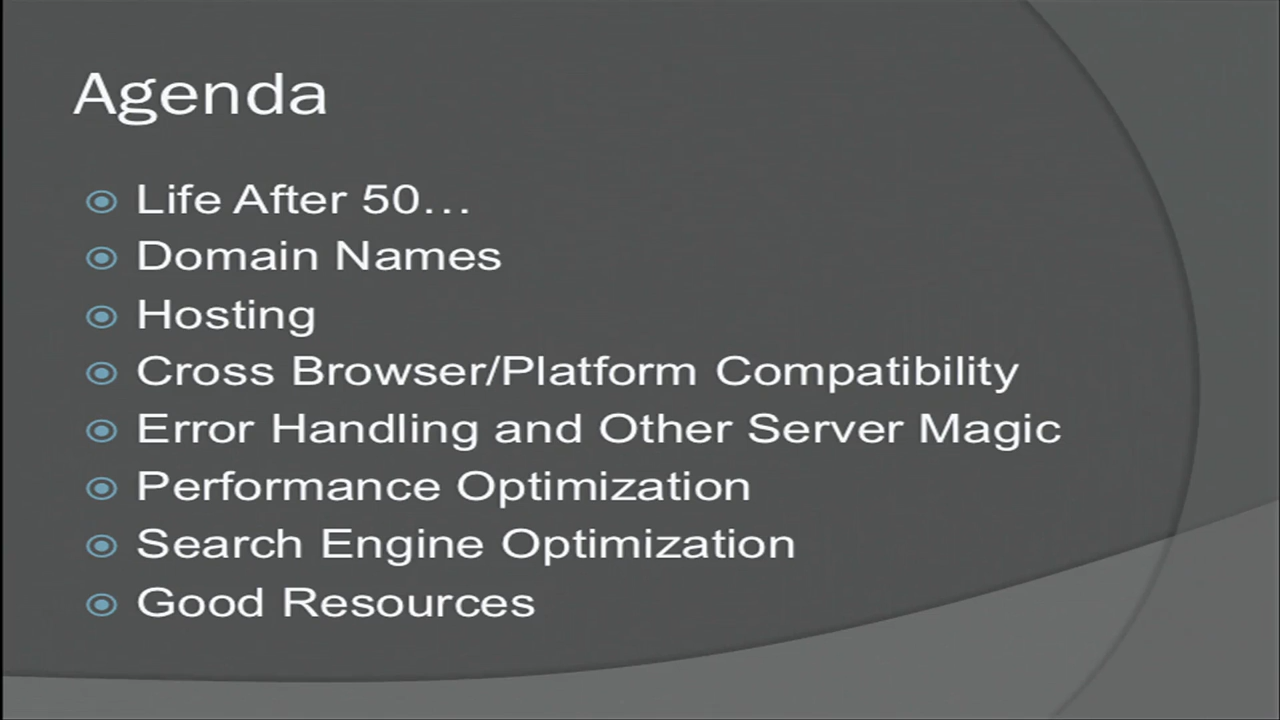 Agenda
Life After 50...
Domain Names
Hosting
Cross Browser/Platform Compatibility
Error Handling and Other Server Magic
Performance Optimization
Search Engine Optimization
Good Resources